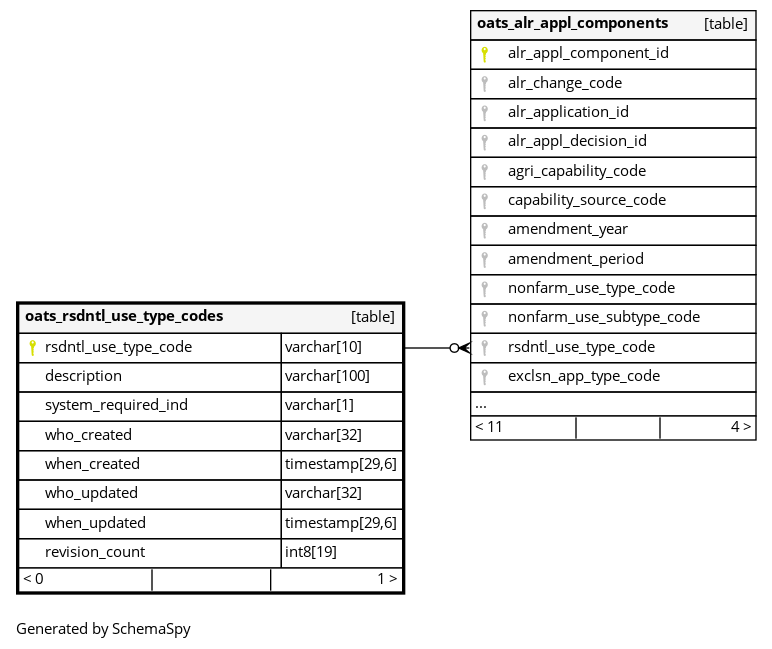 oats_alr_appl_components [table]
alr_appl_component_id
alr_change_code
alr_application_id
alr_appl_decision_id
agri_capability_code
capability_source_code
amendment_year
amendment_period
nonfarm_use_type_code
nonfarm_use_subtype_code
rsdntl_use_type_code
exclsn_app_type_code
...
< 11 4 >
oats_rsdntl_use_type_codes [table]
rsdntl_use_type_code varchar[10]
description varchar[100]
system_required_ind varchar[1]
who_created varchar[32]
when_created timestamp[29,6]
who_updated varchar[32]
when_updated timestamp[29,6]
revision_count int8[19]
< 0 1 >
Generated by SchemaSpy